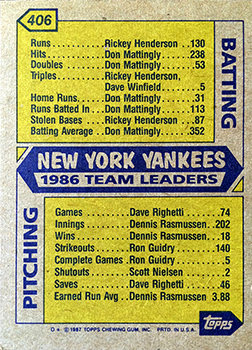 406
BATTING
Runs..........Rickey Henderson..130
Hits............Don Mattingly......238
Doubles......Don Mattingly.......53
Triples........Rickey Henderson,
Dave Winfield.......5
Home Runs...Don Mattingly.......31
Runs Batted In..Don Mattingly......113
Stolen Bases...Rickey Henderson...87
Batting Average..Don Mattingly.....352
NEW YORK YANKEES
1986 TEAM LEADERS
PITCHING
Games.........Dave Righetti.....74
Innings.......Dennis Rasmussen.202
Wins..........Dennis Rasmussen..18
Strikeouts......Ron Guidry......140
Complete Games.Ron Guidry........5
Shutouts.......Scott Nielsen......2
Saves..........Dave Righetti.....46
Earned Run Avg..Dennis Rasmussen 3.88
D* ©1987 TOPPS CHEWING GUM, INC. PRTD. IN U.S.A.
Topps